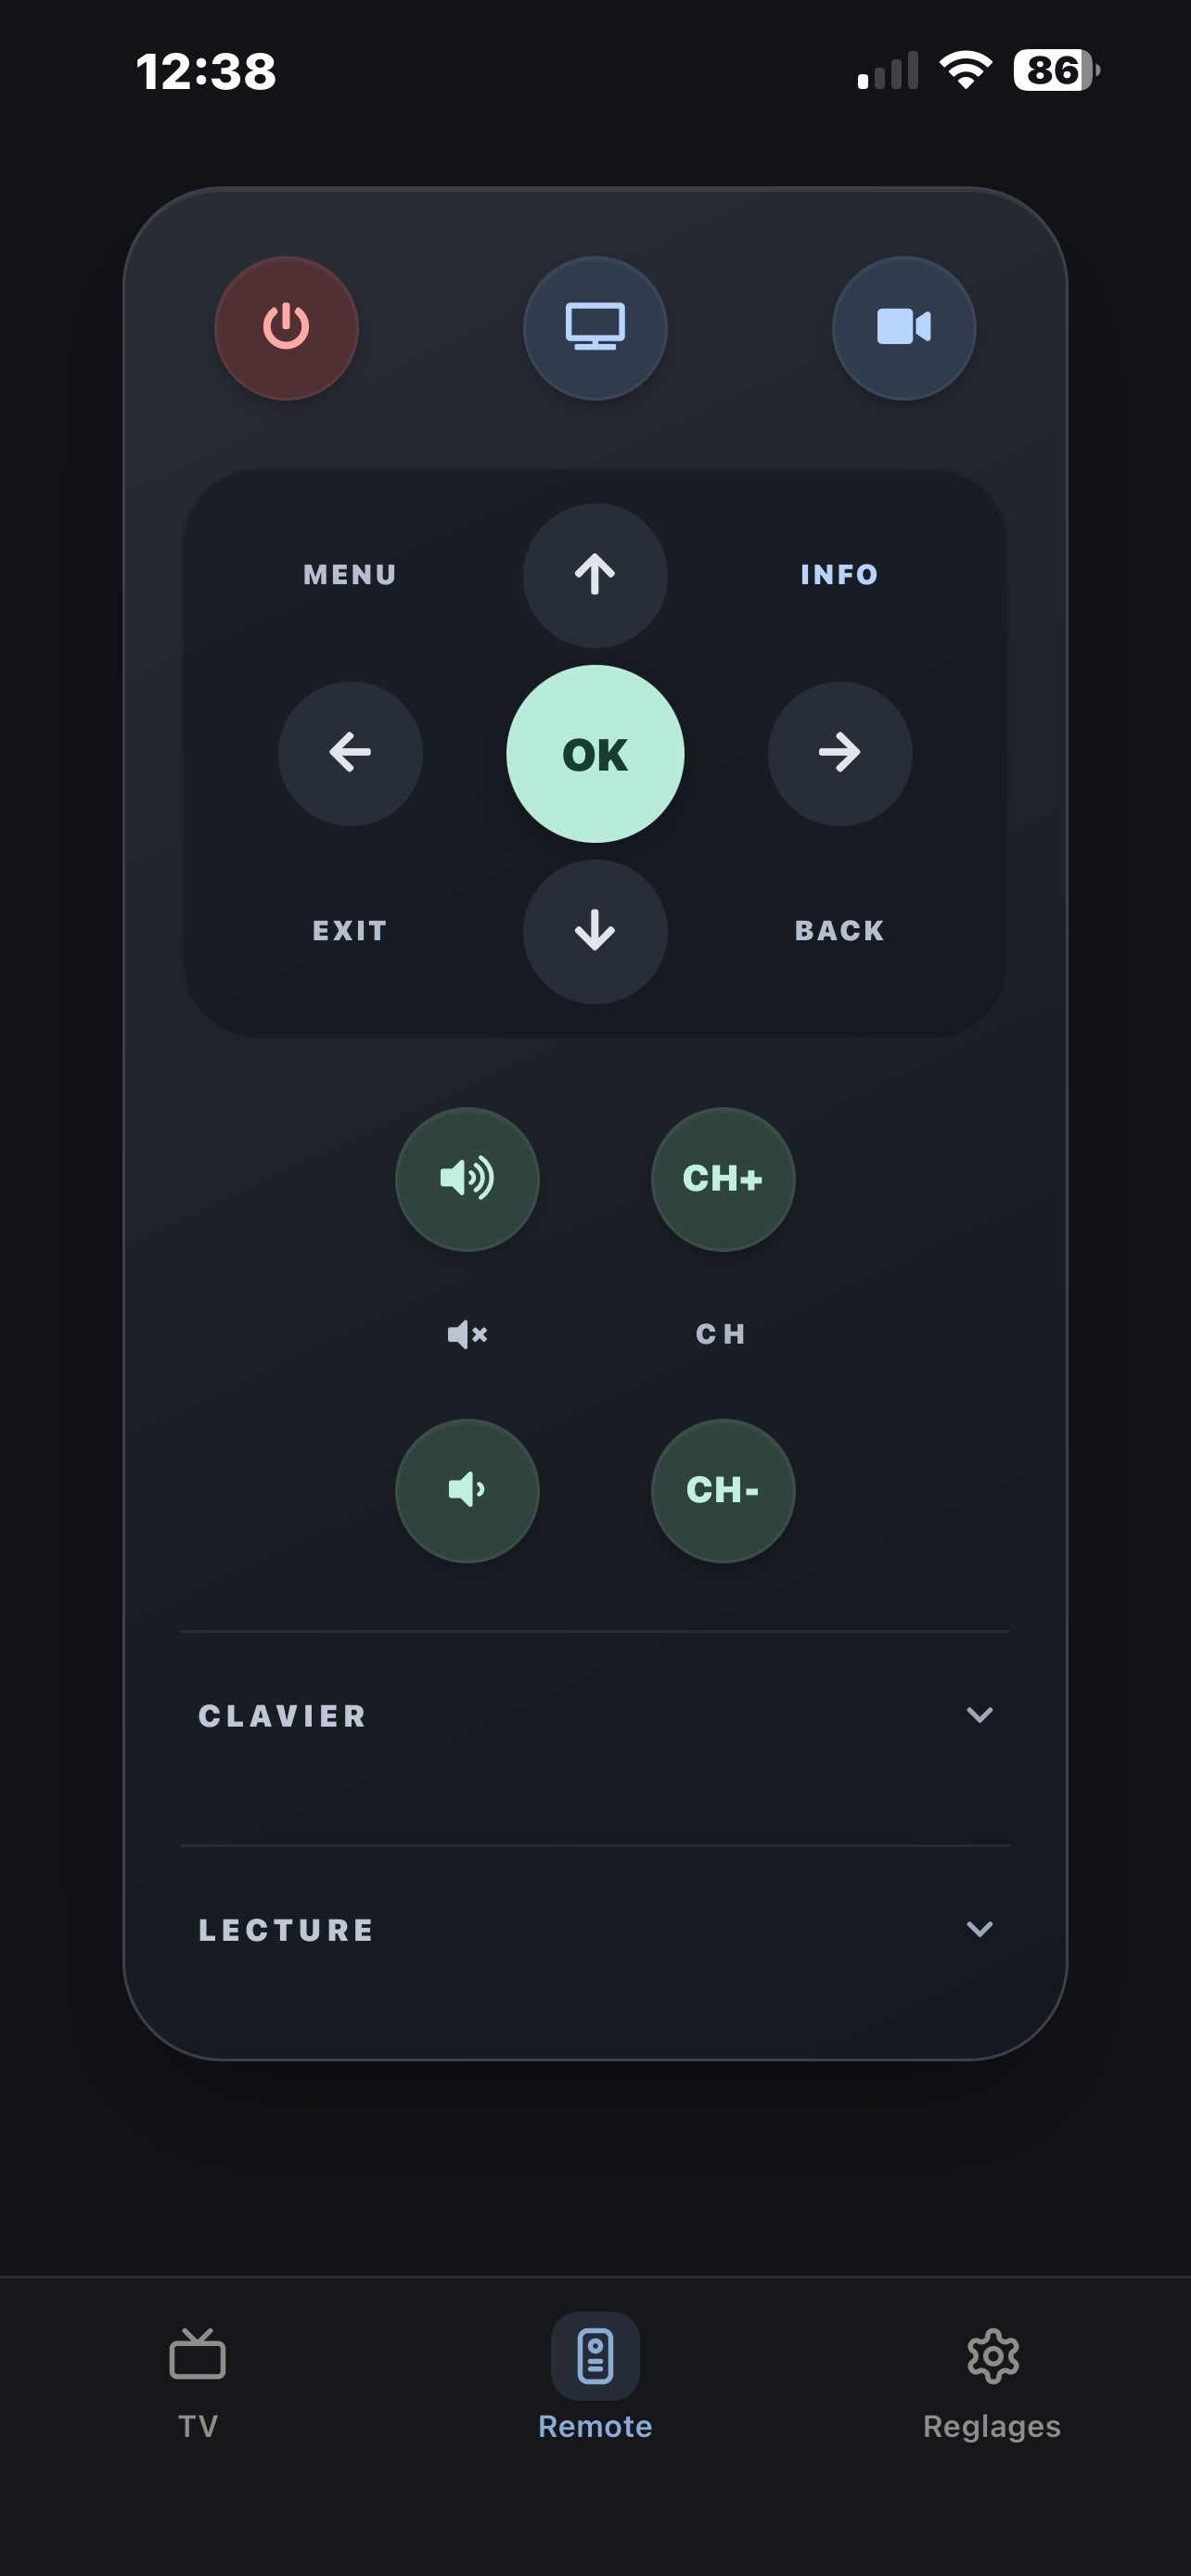 12:38 86
MENU INFO
OK
EXIT BACK
CH+
CH
CH-
CLAVIER
LECTURE
TV Remote Reglages